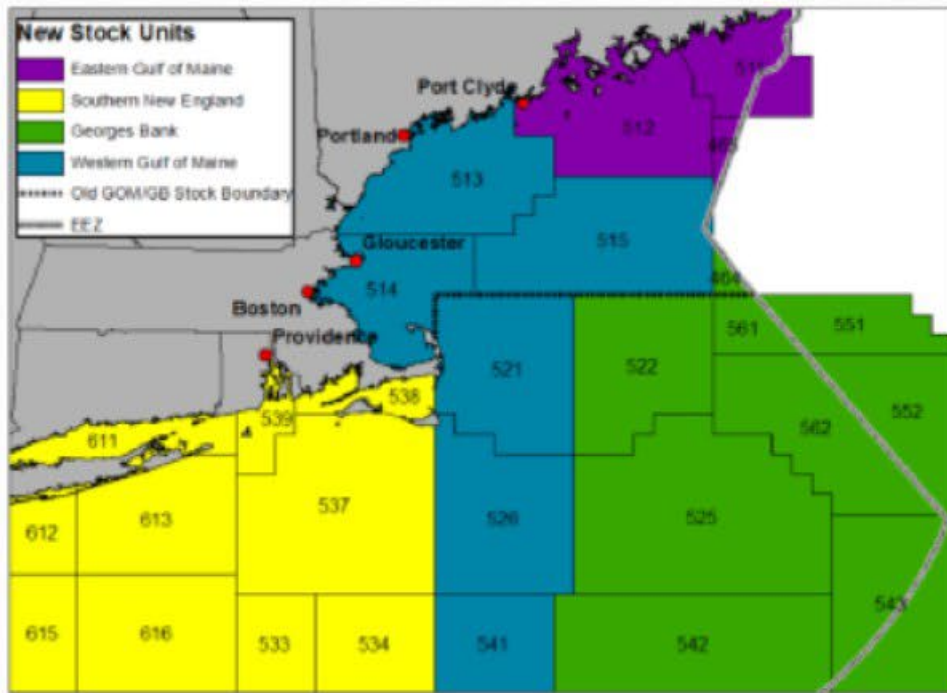 New Stock Units
Eastern Gulf of Maine
Southern New England
Georges Bank
Western Gulf of Maine
Old GOM/GB Stock Boundary
EEZ
Port Clyde
511
Portland
512
465
513
515
Gloucester
464
514
Boston
Providence
561
551
521
522
538
539
552
562
611
537
525
526
612
613
543
615
616
533
534
541
542